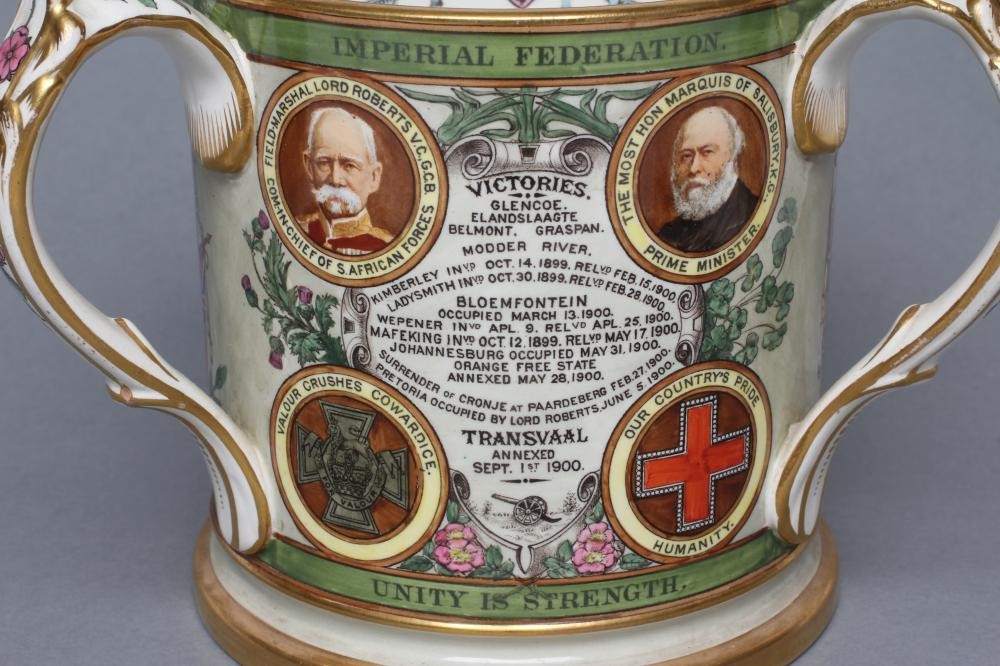 IMPERIAL FEDERATION.
FIELD-MARSHAL LORD ROBERTS V.C, G.C.B.
COM:-IN-CHIEF OF S. AFRICAN FORCES
THE MOST HON MARQUIS OF SALISBURY, K.G.
PRIME MINISTER.
VICTORIES.
GLENCOE.
ELANDSLAAGTE
BELMONT, GRASPAN.
MODDER RIVER,
KIMBERLEY INVD OCT. 14. 1899. RELVD FEB. 15. 1900.
LADYSMITH INVD OCT. 30. 1899. RELVD FEB. 28. 1900.
BLOEMFONTEIN
OCCUPIED MARCH 13. 1900.
WEPENER INVD APL. 9. RELVD APL. 25. 1900.
MAFEKING INVD OCT. 12. 1899. RELVD MAY 17. 1900.
JOHANNESBURG OCCUPIED MAY 31. 1900.
ORANGE FREE STATE
ANNEXED MAY 28, 1900.
SURRENDER OF CRONJE AT PAARDEBERG FEB. 27. 1900.
PRETORIA OCCUPIED BY LORD ROBERTS, JUNE 5. 1900.
TRANSVAAL
ANNEXED
SEPT. 1ST 1900.
VALOUR CRUSHES COWARDICE.
OUR COUNTRY'S PRIDE
HUMANITY.
UNITY IS STRENGTH.